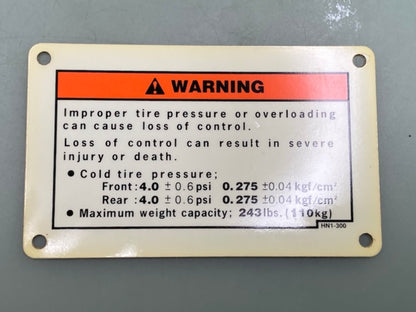 WARNING
Improper tire pressure or overloading
can cause loss of control.
Loss of control can result in severe
injury or death.
● Cold tire pressure;
Front: 4.0 ± 0.6 psi 0.275 ±0.04 kgf/cm²
Rear : 4.0 ± 0.6 psi 0.275 ±0.04 kgf/cm²
● Maximum weight capacity; 243 lbs. (110kg)
HN1-300